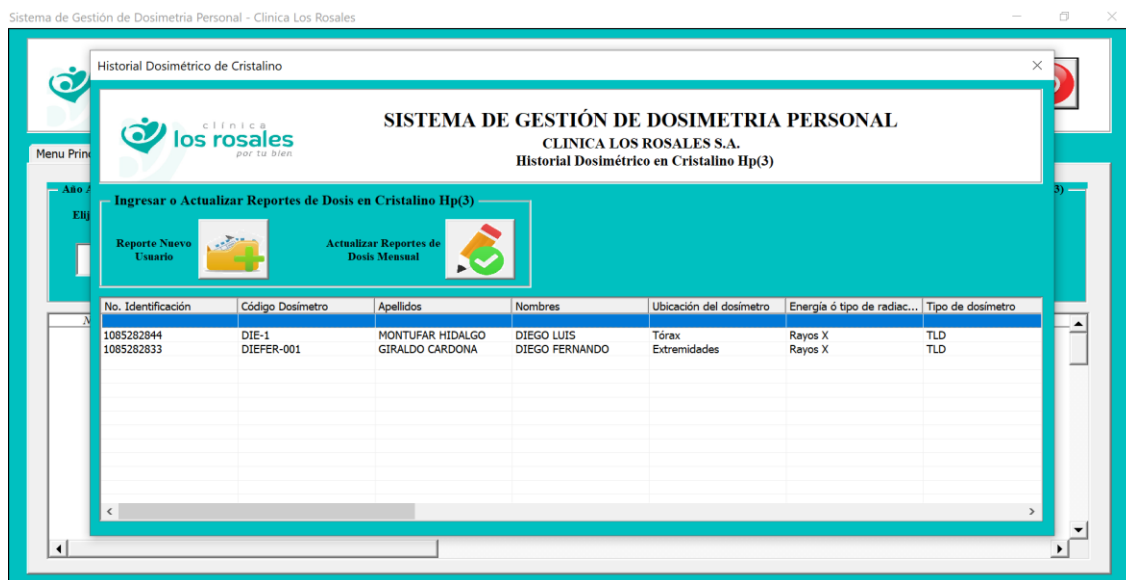 Sistema de Gestión de Dosimetria Personal - Clinica Los Rosales
Historial Dosimétrico de Cristalino
clínica
los rosales
por tu bien
SISTEMA DE GESTIÓN DE DOSIMETRIA PERSONAL
CLINICA LOS ROSALES S.A.
Historial Dosimétrico en Cristalino Hp(3)
Menu Prin
Año A
3)
Elij
Ingresar o Actualizar Reportes de Dosis en Cristalino Hp(3)
Reporte Nuevo
Usuario
Actualizar Reportes de
Dosis Mensual
No. Identificación Código Dosímetro Apellidos Nombres Ubicación del dosímetro Energía ó tipo de radiac... Tipo de dosímetro
N
1085282844 DIE-1 MONTUFAR HIDALGO DIEGO LUIS Tórax Rayos X TLD
1085282833 DIEFER-001 GIRALDO CARDONA DIEGO FERNANDO Extremidades Rayos X TLD